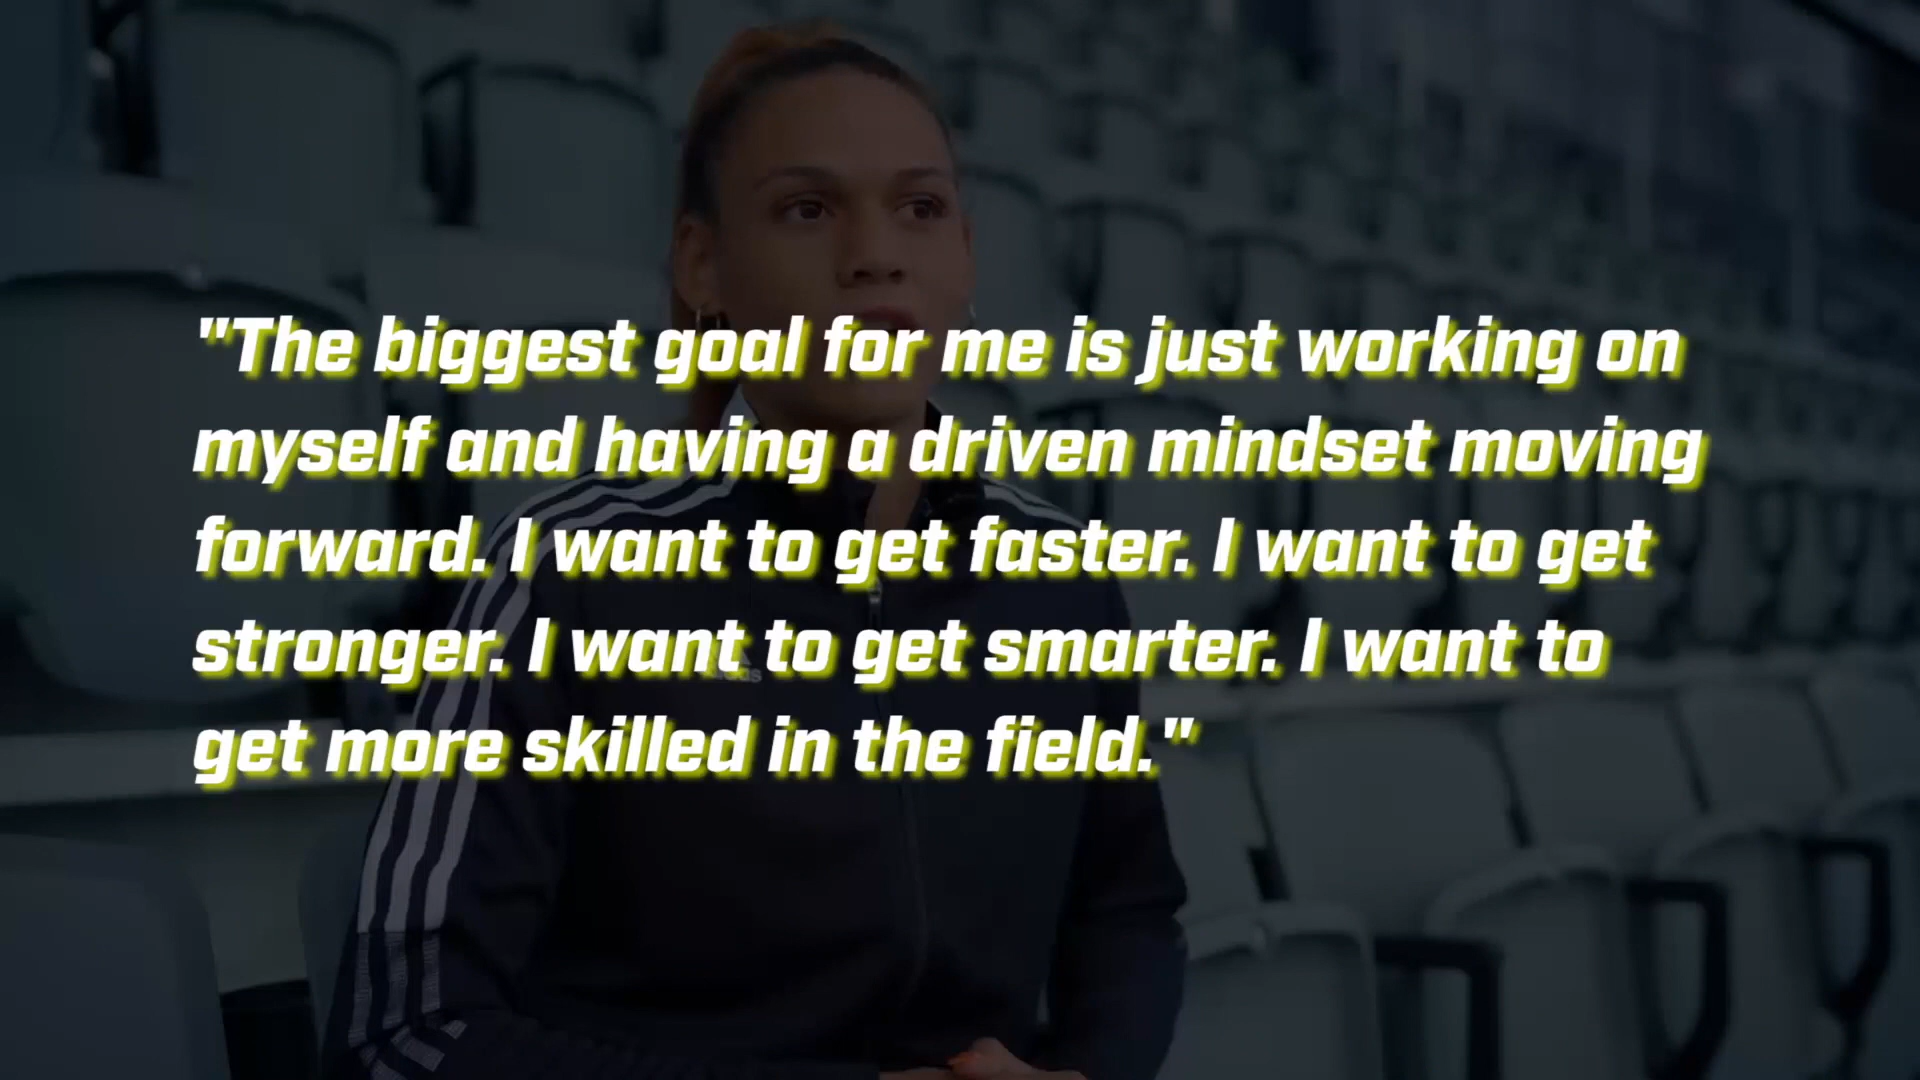 "The biggest goal for me is just working on
myself and having a driven mindset moving
forward. I want to get faster. I want to get
stronger. I want to get smarter. I want to
get more skilled in the field."
adidas